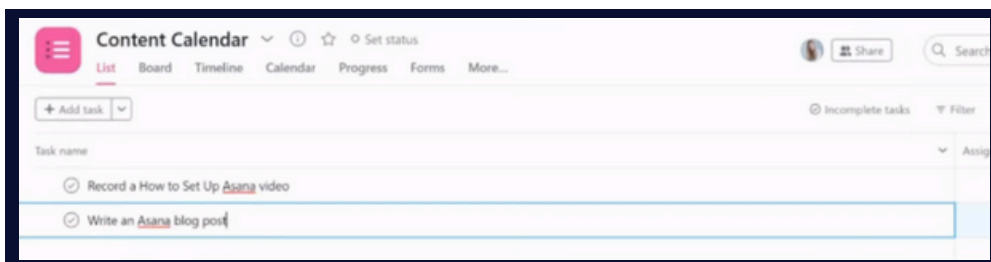 Content Calendar Set status
Share Search
List Board Timeline Calendar Progress Forms More...
+ Add task
Incomplete tasks Filter
Task name Assig
Record a How to Set Up Asana video
Write an Asana blog post